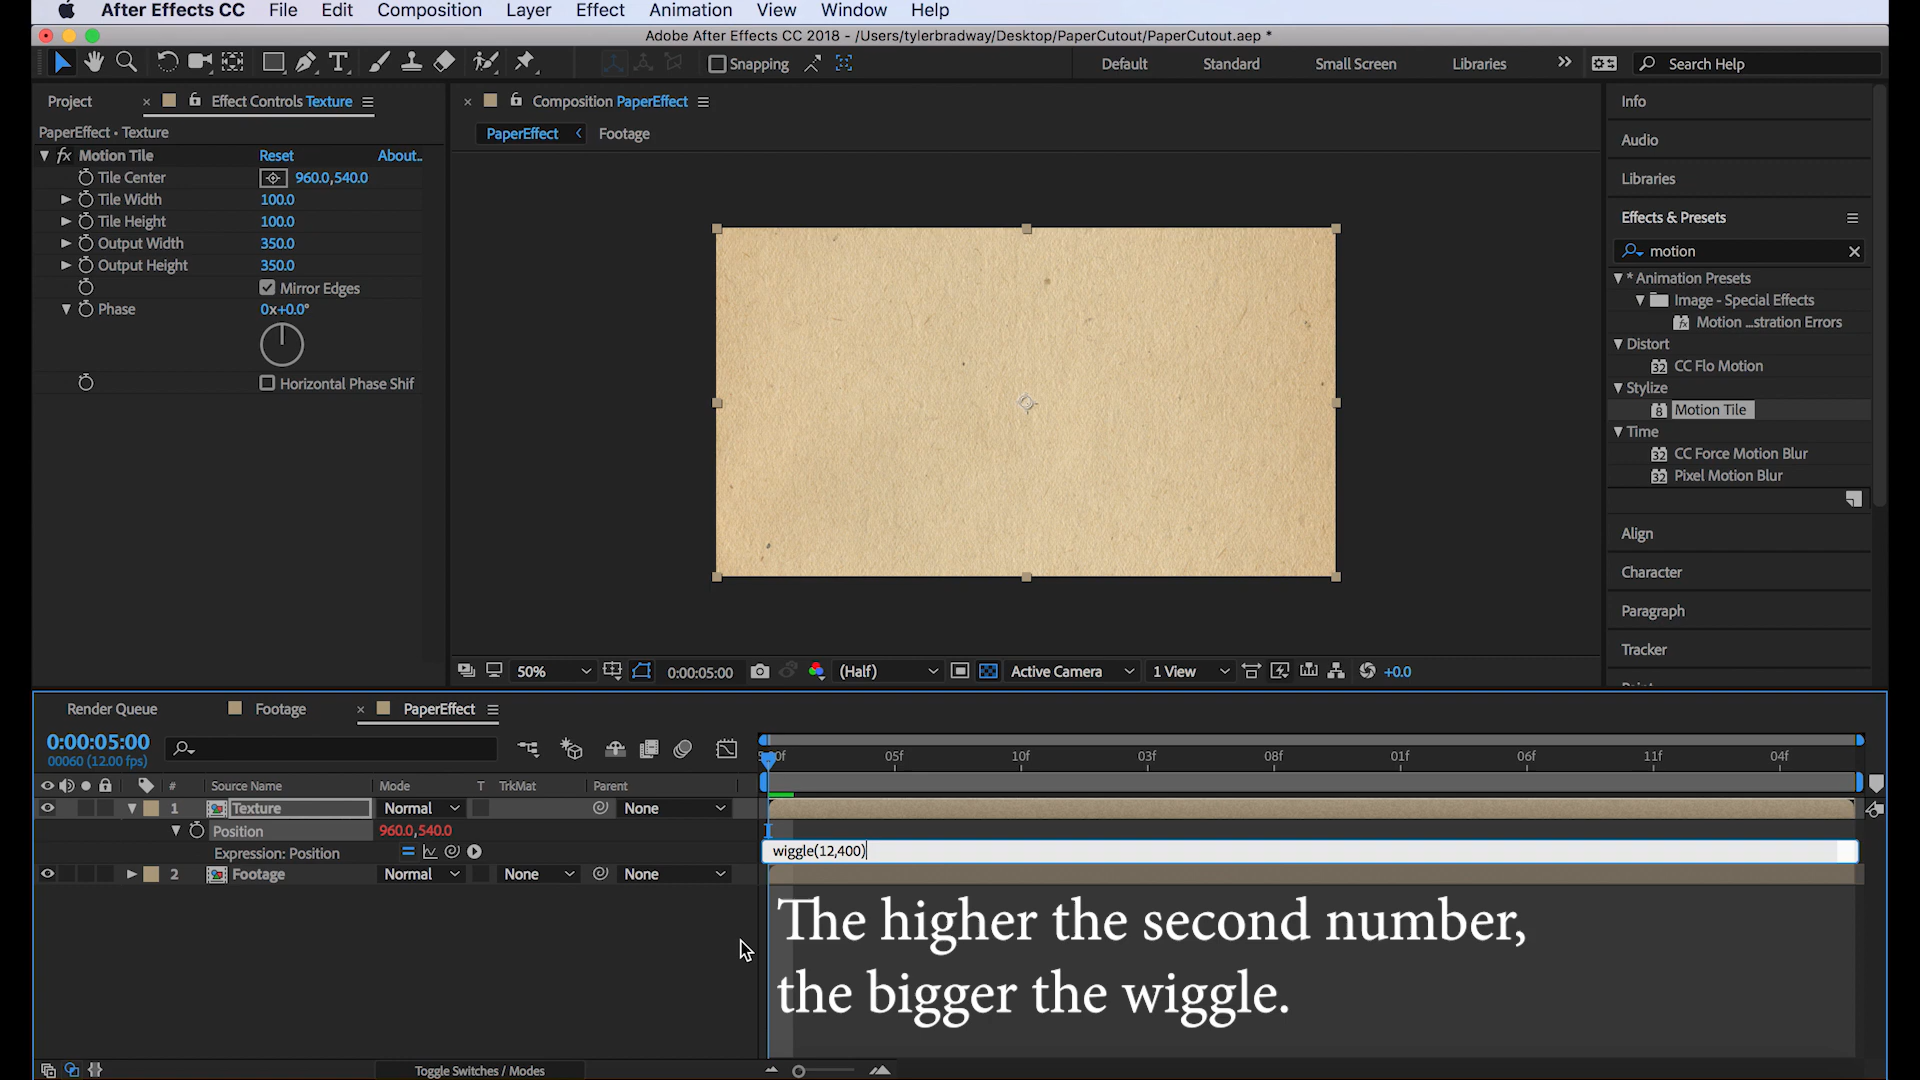 After Effects CC File Edit Composition Layer Effect Animation View Window Help
Adobe After Effects CC 2018 - /Users/tylerbradway/Desktop/PaperCutout/PaperCutout.aep *
Snapping Default Standard Small Screen Libraries Search Help
Project Effect Controls Texture
PaperEffect • Texture
fx Motion Tile Reset About..
Tile Center 960.0,540.0
Tile Width 100.0
Tile Height 100.0
Output Width 350.0
Output Height 350.0
Mirror Edges
Phase 0x+0.0°
Horizontal Phase Shif
Composition PaperEffect
PaperEffect Footage
50% 0:00:05:00 (Half) Active Camera 1 View +0.0
Info
Audio
Libraries
Effects & Presets
motion
* Animation Presets
Image - Special Effects
Motion ...stration Errors
Distort
CC Flo Motion
Stylize
Motion Tile
Time
CC Force Motion Blur
Pixel Motion Blur
Align
Character
Paragraph
Tracker
Render Queue Footage PaperEffect
0:00:05:00
00060 (12.00 fps)
05f 10f 03f 08f 01f 06f 11f 04f
# Source Name Mode T TrkMat Parent
1 Texture Normal None
Position 960.0,540.0
Expression: Position
wiggle(12,400)
2 Footage Normal None None
The higher the second number,
the bigger the wiggle.
Toggle Switches / Modes